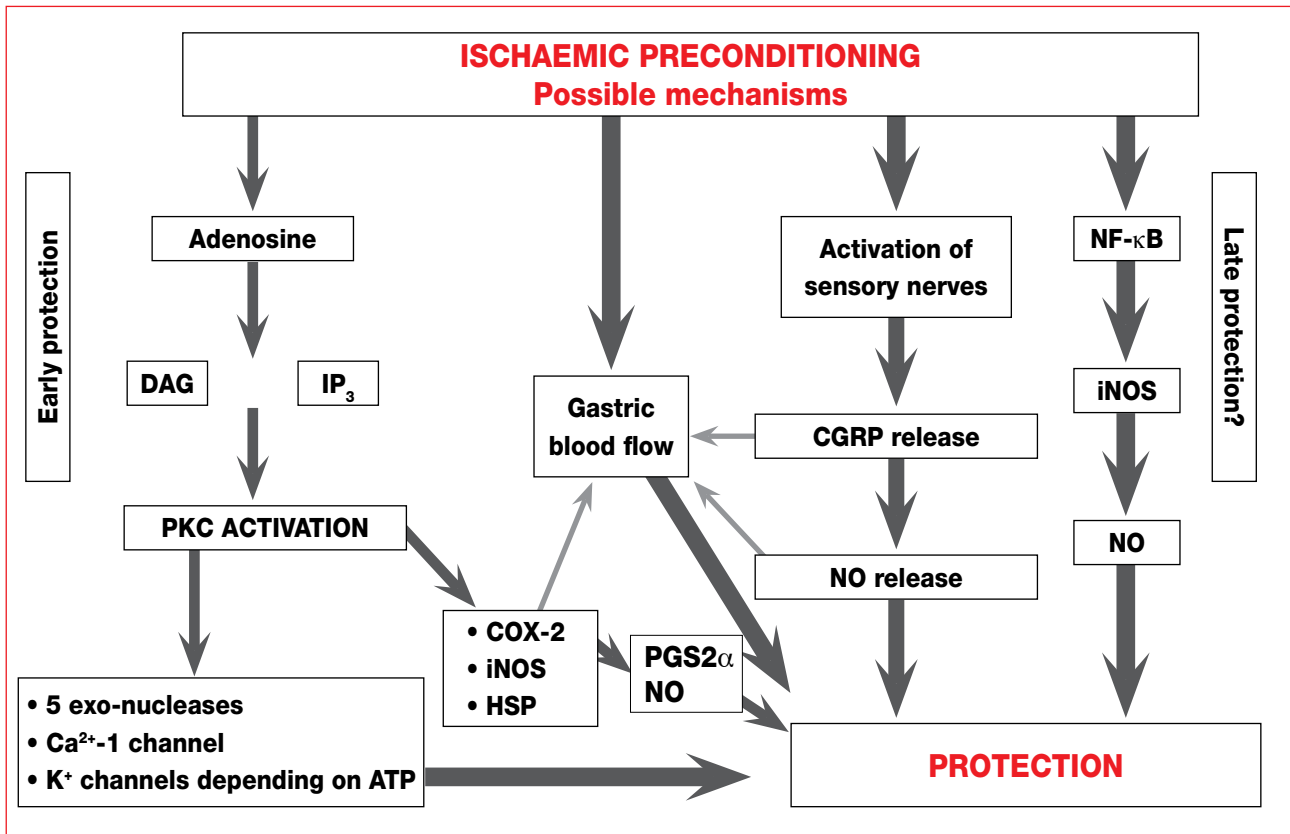 ISCHAEMIC PRECONDITIONING
Possible mechanisms
Early protection
Adenosine
DAG
IP₃
PKC ACTIVATION
• 5 exo-nucleases
• Ca²⁺-1 channel
• K⁺ channels depending on ATP
• COX-2
• iNOS
• HSP
PGS2α
NO
Gastric
blood flow
Activation of
sensory nerves
CGRP release
NO release
NF-κB
iNOS
NO
Late protection?
PROTECTION